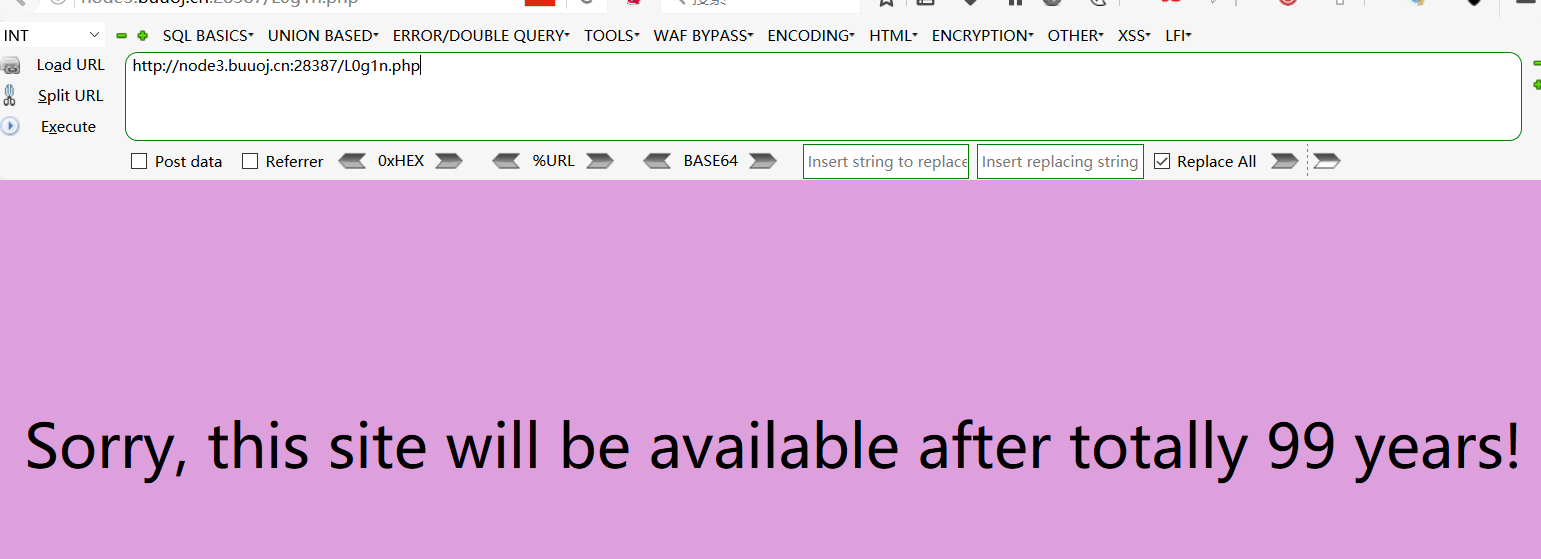 node3.buuoj.cn:28387/L0g1n.php
INT SQL BASICS UNION BASED ERROR/DOUBLE QUERY TOOLS WAF BYPASS ENCODING HTML ENCRYPTION OTHER XSS LFI
Load URL http://node3.buuoj.cn:28387/L0g1n.php
Split URL
Execute
Post data Referrer 0xHEX %URL BASE64 Insert string to replace Insert replacing string Replace All
Sorry, this site will be available after totally 99 years!